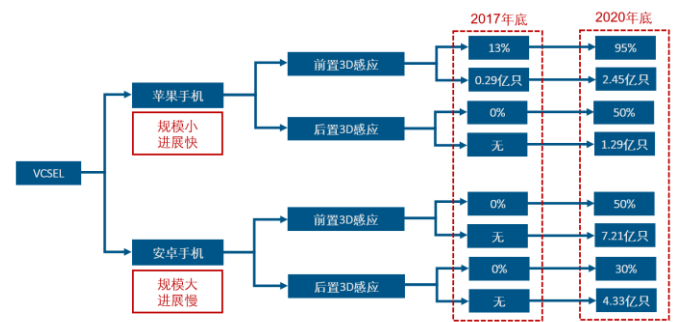 2017年底
2020年底
13%
95%
前置3D感应
0.29亿只
2.45亿只
苹果手机
规模小
进展快
后置3D感应
0%
50%
无
1.29亿只
VCSEL
前置3D感应
0%
50%
无
7.21亿只
安卓手机
规模大
进展慢
后置3D感应
0%
30%
无
4.33亿只